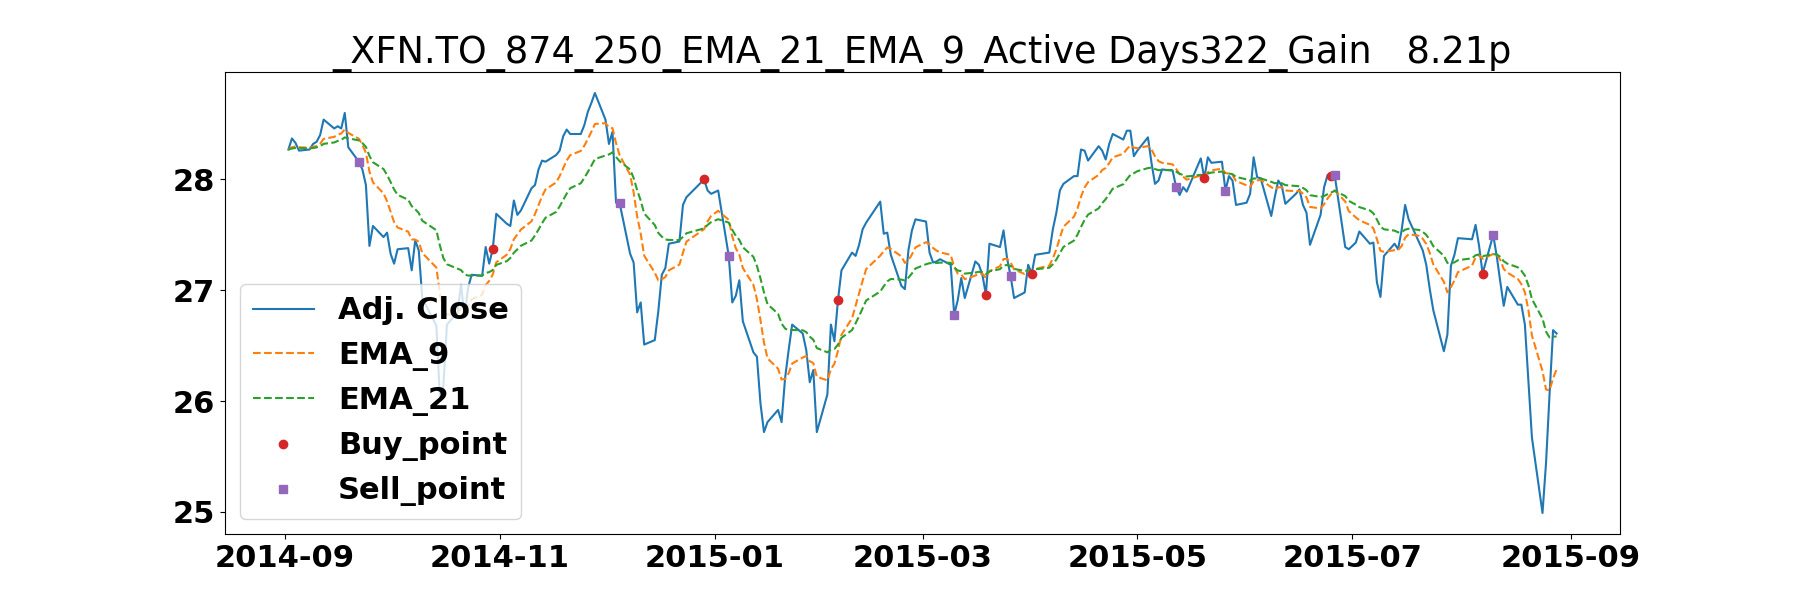 _XFN.TO_874_250_EMA_21_EMA_9_Active Days322_Gain   8.21p
28
27
26
25
Adj. Close
EMA_9
EMA_21
Buy_point
Sell_point
2014-09 2014-11 2015-01 2015-03 2015-05 2015-07 2015-09